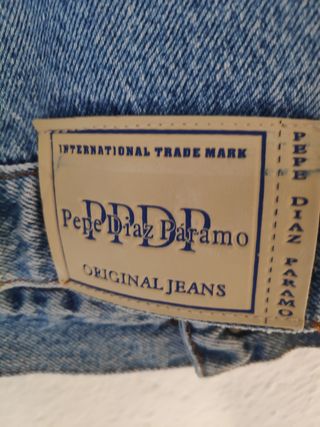 INTERNATIONAL TRADE MARK
PPDP
Pepe Diaz Paramo
ORIGINAL JEANS
PEPE DIAZ PARAMO